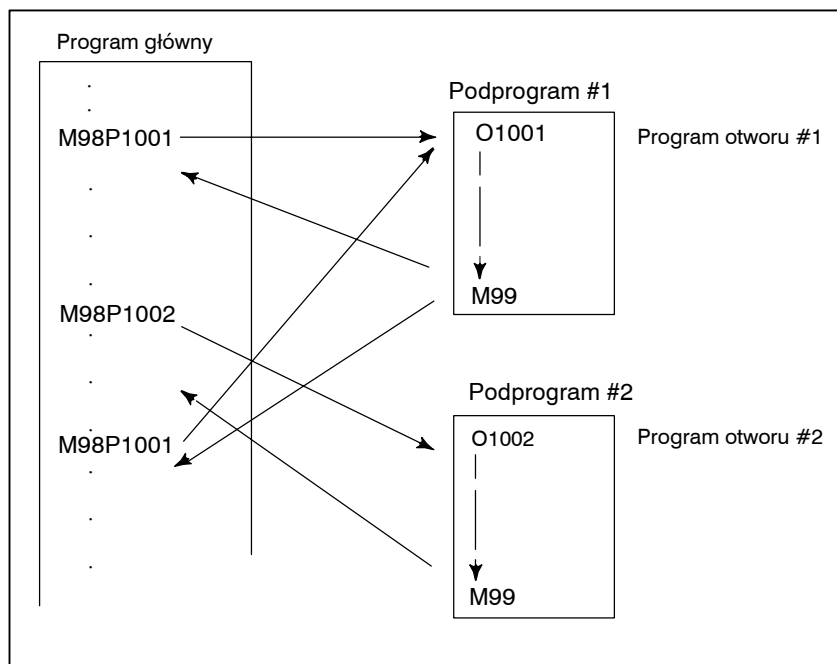 Program główny
M98P1001
M98P1002
M98P1001
Podprogram #1
O1001
M99
Program otworu #1
Podprogram #2
O1002
M99
Program otworu #2